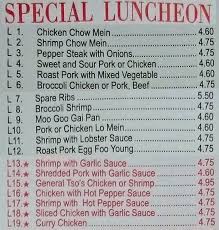 SPECIAL LUNCHEON
L 1. Chicken Chow Mein 4.60
L 2. Shrimp Chow Mein 4.75
L 3. Pepper Steak with Onions 4.75
L 4. Sweet and Sour Pork or Chicken 4.60
L 5. Roast Pork with Mixed Vegetable 4.60
L 6. Broccoli Chicken or Pork, Beef 4.75
L 7. Spare Ribs 5.50
L 8. Broccoli Shrimp 4.75
L 9. Moo Goo Gai Pan 4.60
L 10. Pork or Chicken Lo Mein 4.60
L 11. Shrimp with Lobster Sauce 4.75
L 12. Roast Pork Egg Foo Young 4.75
L13.★ Shrimp with Garlic Sauce 4.75
L14.★ Shredded Pork with Garlic Sauce 4.60
L15.★ General Tso's Chicken or Shrimp 4.95
L16.★ Chicken with Hot Pepper Sauce 4.75
L17.★ Shrimp with Hot Pepper Sauce 4.75
L18.★ Sliced Chicken with Garlic Sauce 4.75
L19.★ Curry Chicken 4.75